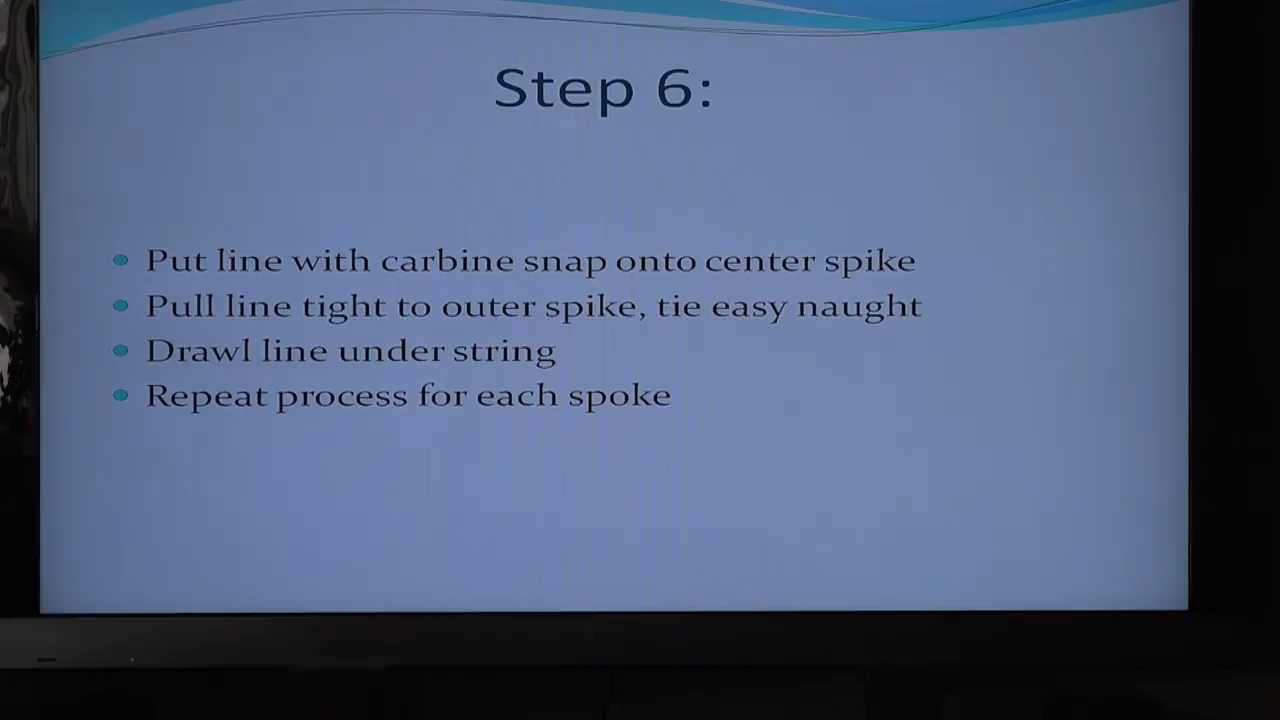 Step 6:
Put line with carbine snap onto center spike
Pull line tight to outer spike, tie easy naught
Drawl line under string
Repeat process for each spoke